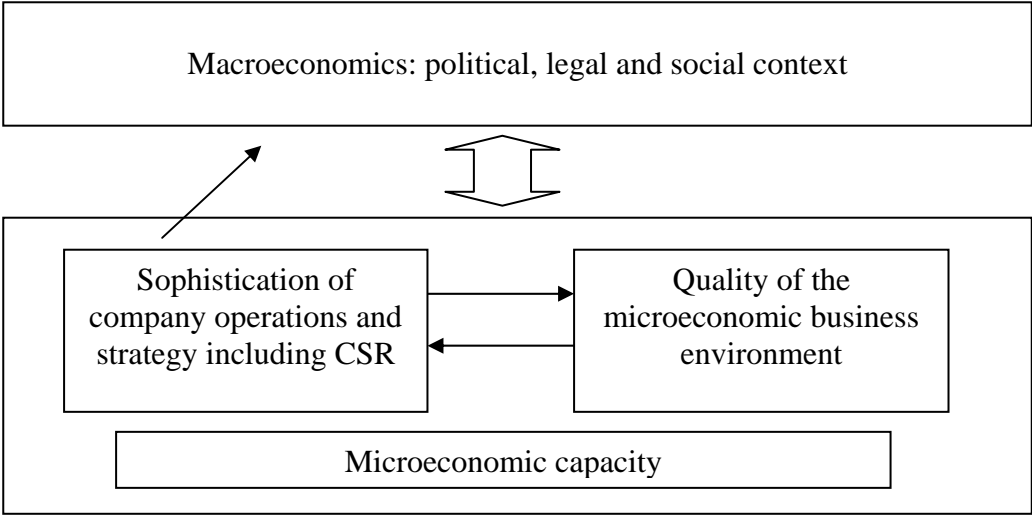 Macroeconomics: political, legal and social context
Sophistication of
company operations and
strategy including CSR
Quality of the
microeconomic business
environment
Microeconomic capacity